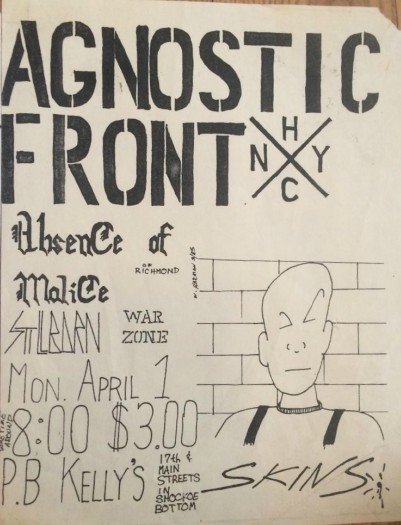 AGNOSTIC
FRONT
H
N Y
C
Absence of
Malice
OF
RICHMOND
STILLBORN
WAR
ZONE
MON. APRIL 1
AROUND
8:00 $3.00
P.B KELLY'S
17th &
MAIN
STREETS
IN
SHOCKOE
BOTTOM
SKINS!